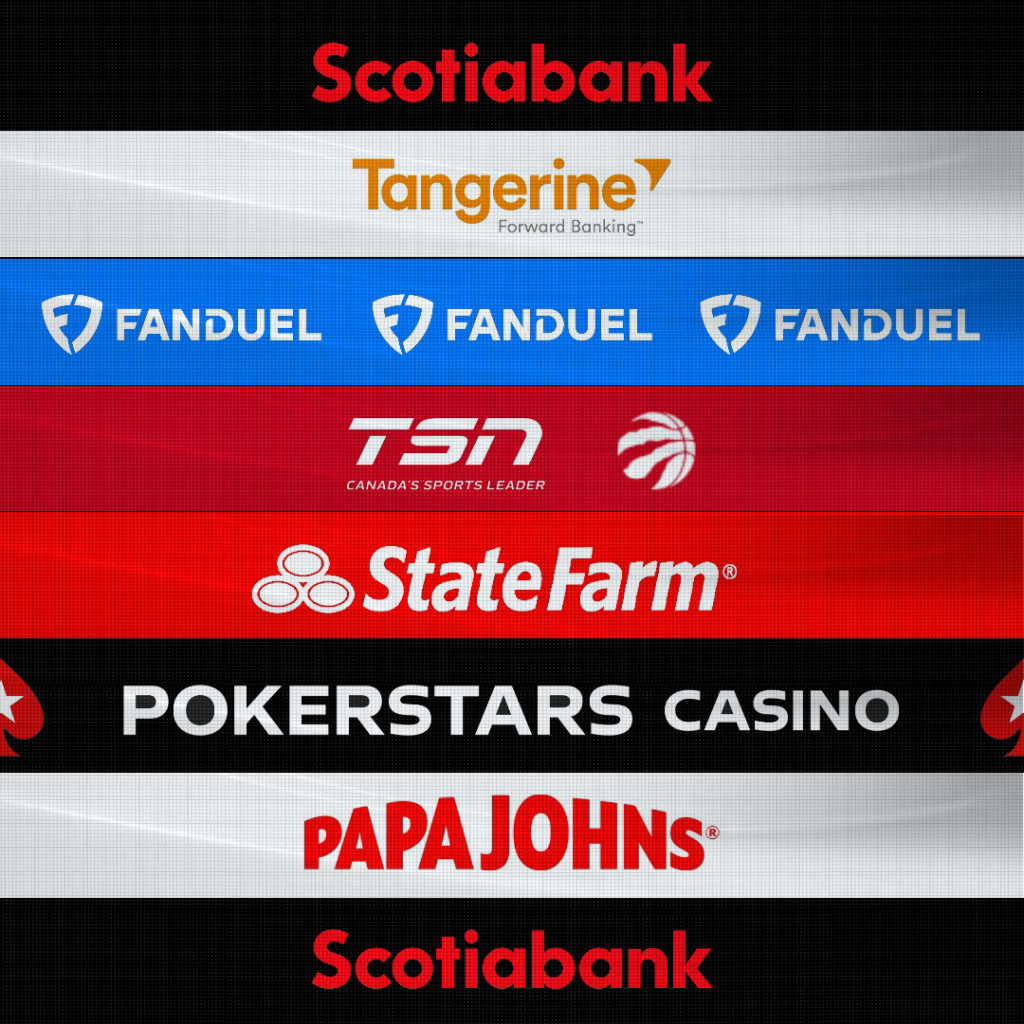 Scotiabank
Tangerine
Forward Banking™
FANDUEL FANDUEL FANDUEL
TSN
CANADA'S SPORTS LEADER
StateFarm®
POKERSTARS CASINO
PAPA JOHNS®
Scotiabank